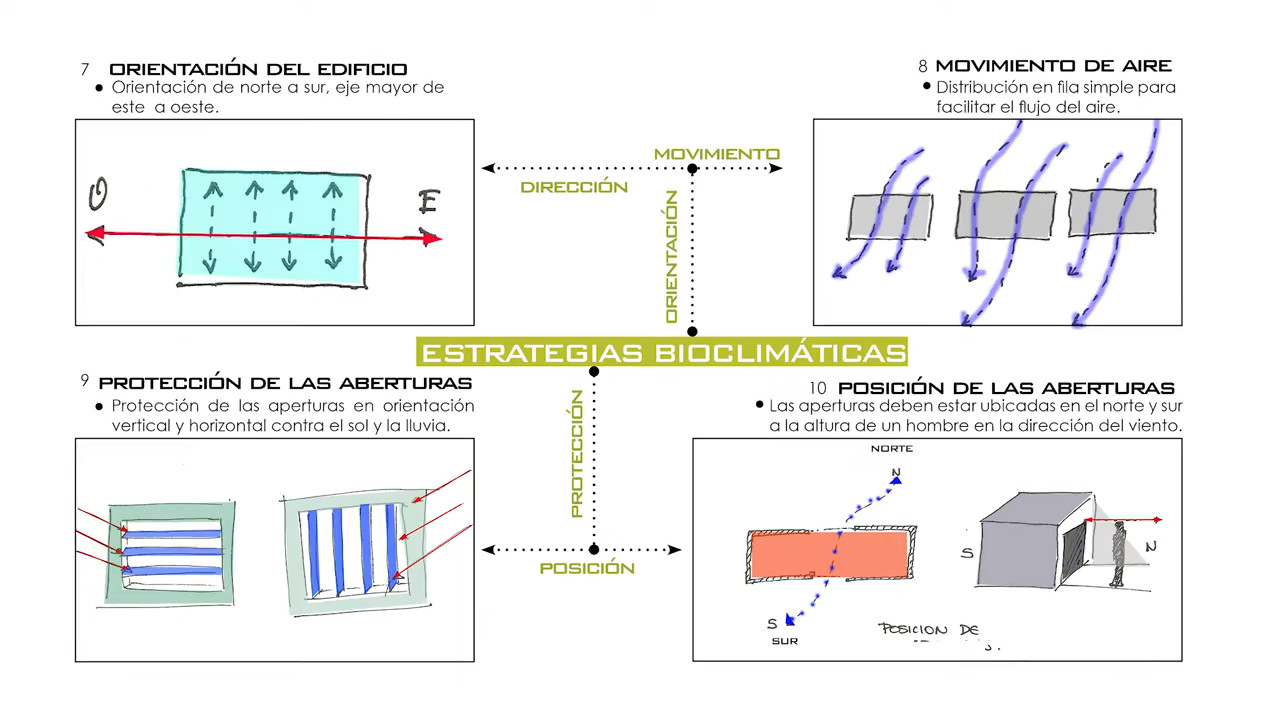 7 ORIENTACIÓN DEL EDIFICIO
● Orientación de norte a sur, eje mayor de
este a oeste.
O
E
8 MOVIMIENTO DE AIRE
● Distribución en fila simple para
facilitar el flujo del aire.
MOVIMIENTO
DIRECCIÓN
ORIENTACIÓN
ESTRATEGIAS BIOCLIMÁTICAS
9 PROTECCIÓN DE LAS ABERTURAS
● Protección de las aperturas en orientación
vertical y horizontal contra el sol y la lluvia.
PROTECCIÓN
POSICIÓN
10 POSICIÓN DE LAS ABERTURAS
● Las aperturas deben estar ubicadas en el norte y sur
a la altura de un hombre en la dirección del viento.
NORTE
N
S
SUR
S
N
POSICION DE